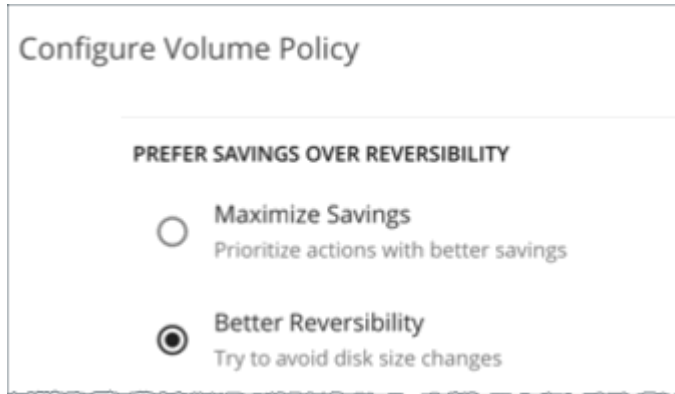 Configure Volume Policy
PREFER SAVINGS OVER REVERSIBILITY
Maximize Savings
Prioritize actions with better savings
Better Reversibility
Try to avoid disk size changes